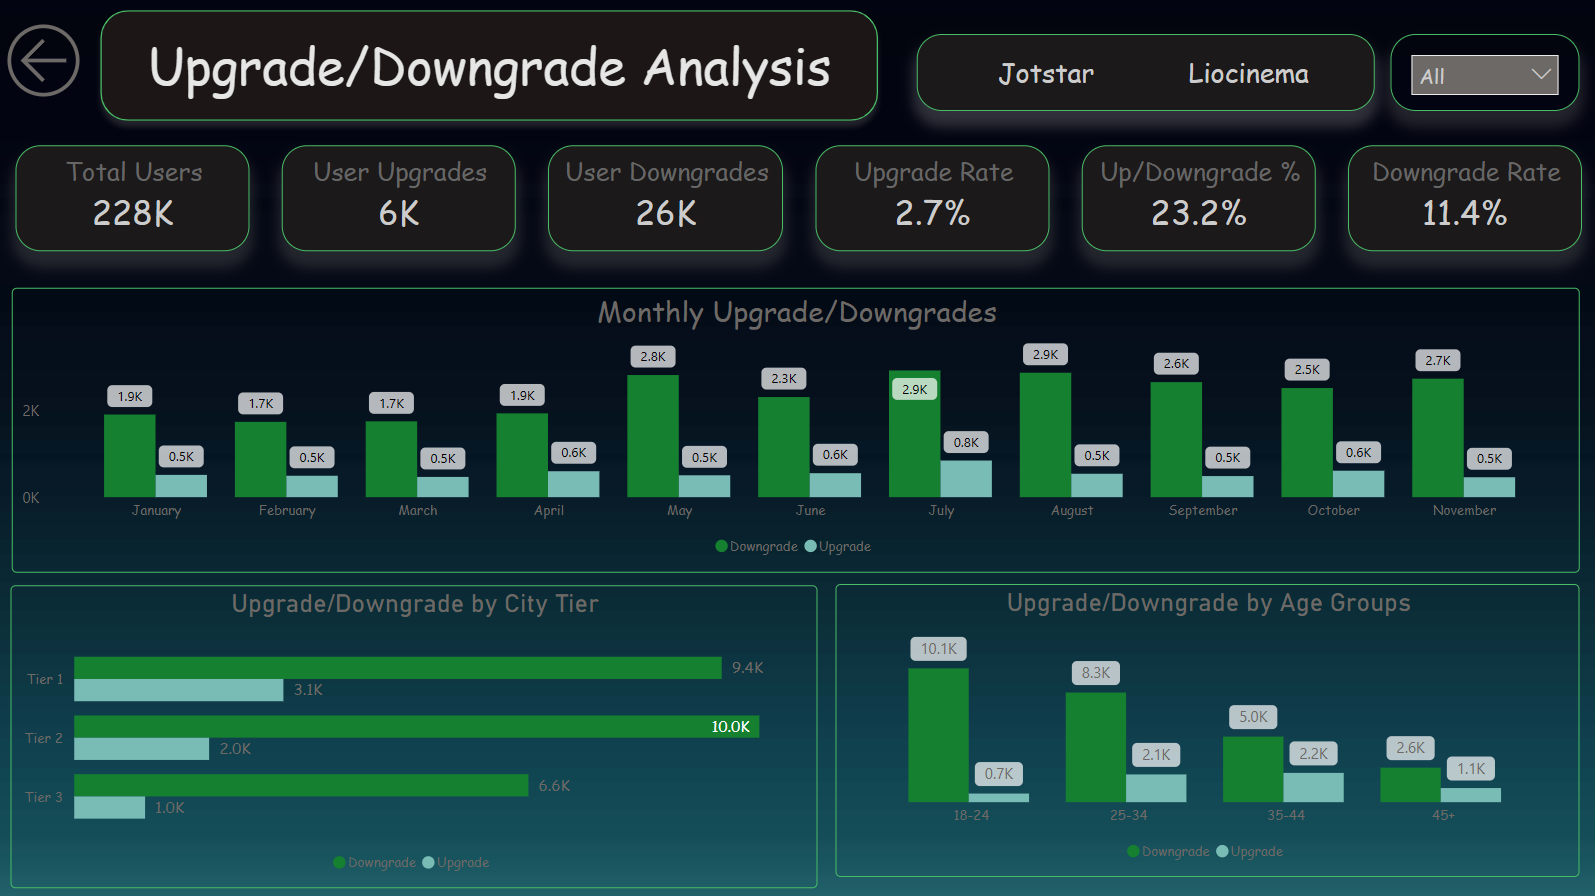 Upgrade/Downgrade Analysis
Jotstar Liocinema
All
Total Users
228K
User Upgrades
6K
User Downgrades
26K
Upgrade Rate
2.7%
Up/Downgrade %
23.2%
Downgrade Rate
11.4%
Monthly Upgrade/Downgrades
2K
0K
1.9K 0.5K
1.7K 0.5K
1.7K 0.5K
1.9K 0.6K
2.8K 0.5K
2.3K 0.6K
2.9K 0.8K
2.9K 0.5K
2.6K 0.5K
2.5K 0.6K
2.7K 0.5K
January February March April May June July August September October November
Downgrade Upgrade
Upgrade/Downgrade by City Tier
Tier 1 9.4K
3.1K
Tier 2 10.0K
2.0K
Tier 3 6.6K
1.0K
Downgrade Upgrade
Upgrade/Downgrade by Age Groups
10.1K 0.7K
8.3K 2.1K
5.0K 2.2K
2.6K 1.1K
18-24 25-34 35-44 45+
Downgrade Upgrade